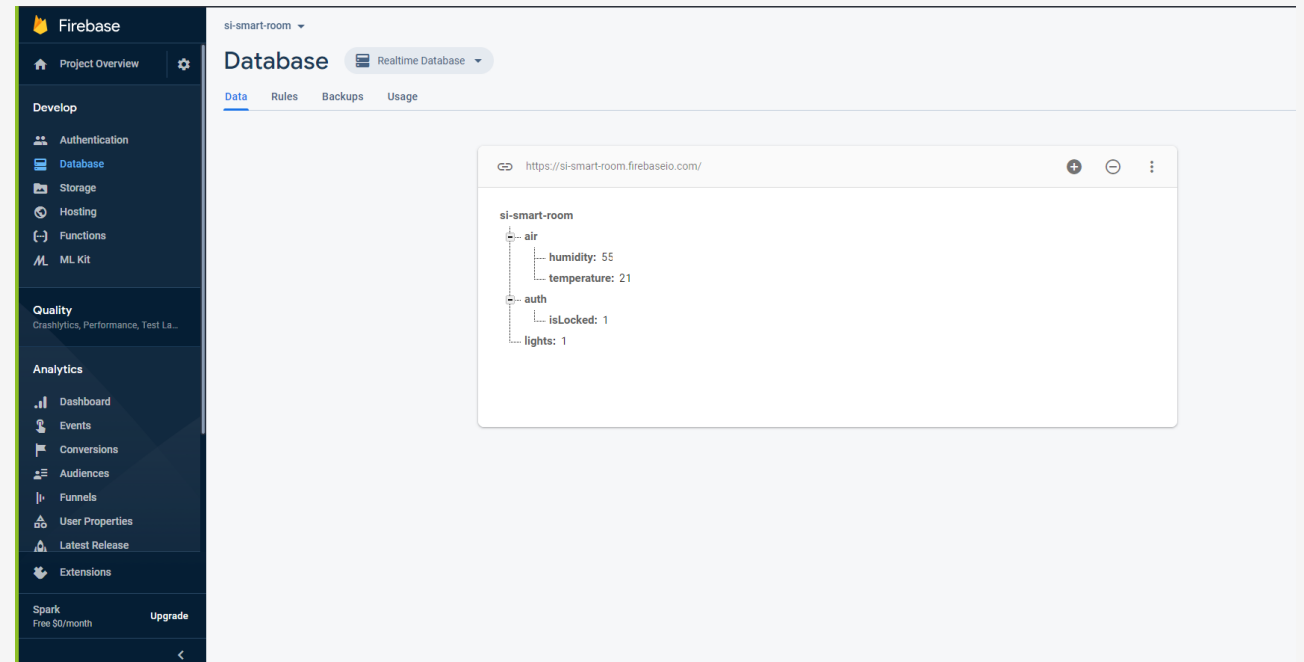 Firebase
Project Overview
Develop
Authentication
Database
Storage
Hosting
Functions
ML Kit
Quality
Crashlytics, Performance, Test La...
Analytics
Dashboard
Events
Conversions
Audiences
Funnels
User Properties
Latest Release
Extensions
Spark
Free $0/month
Upgrade
si-smart-room
Database
Realtime Database
Data Rules Backups Usage
https://si-smart-room.firebaseio.com/
si-smart-room
air
humidity: 55
temperature: 21
auth
isLocked: 1
lights: 1